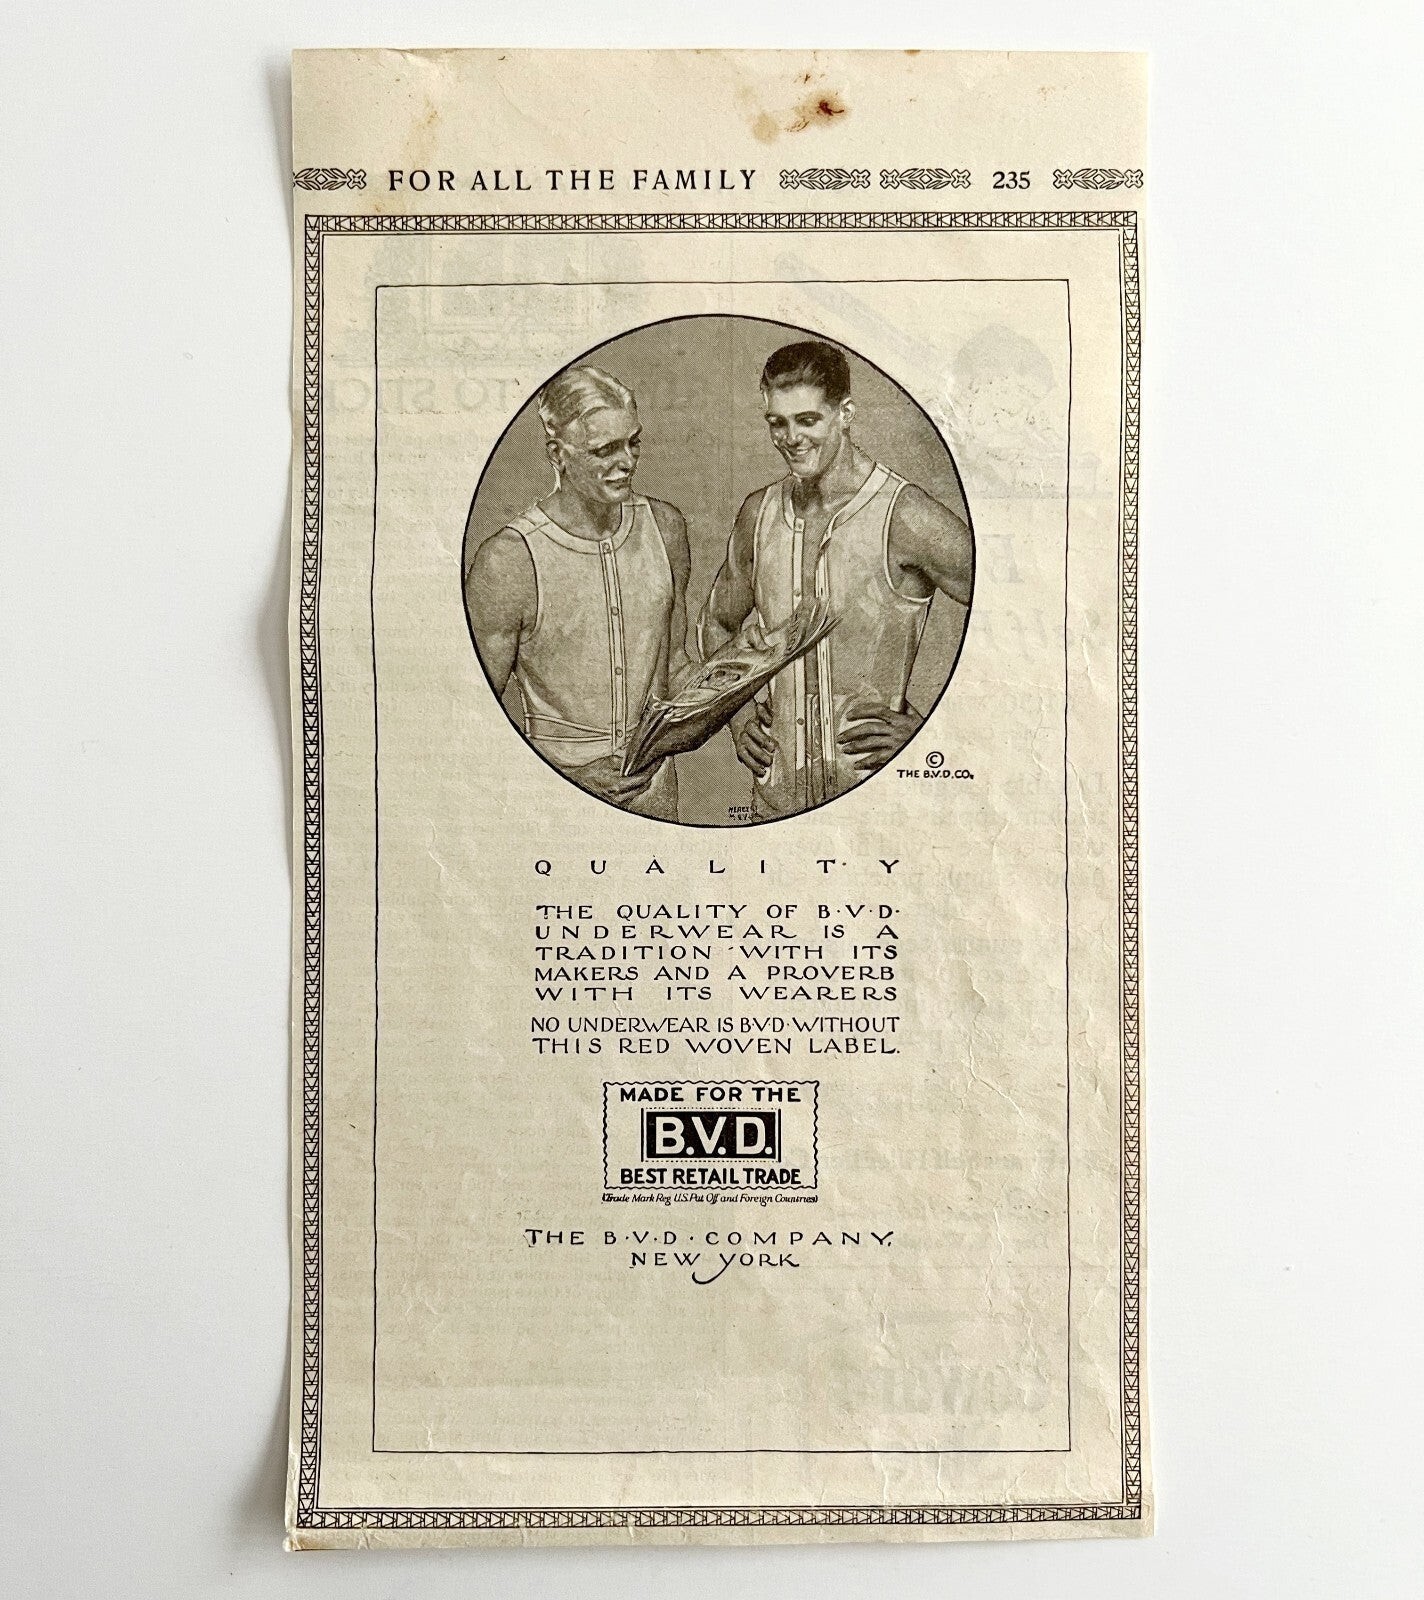 FOR ALL THE FAMILY 235
©
THE B.V.D. CO.
QUALITY
THE QUALITY OF B·V·D·
UNDERWEAR IS A
TRADITION WITH ITS
MAKERS AND A PROVERB
WITH ITS WEARERS
NO UNDERWEAR IS B·V·D· WITHOUT
THIS RED WOVEN LABEL.
MADE FOR THE
B.V.D.
BEST RETAIL TRADE
(Trade Mark Reg U.S. Pat Off and Foreign Countries)
THE B·V·D· COMPANY,
NEW YORK